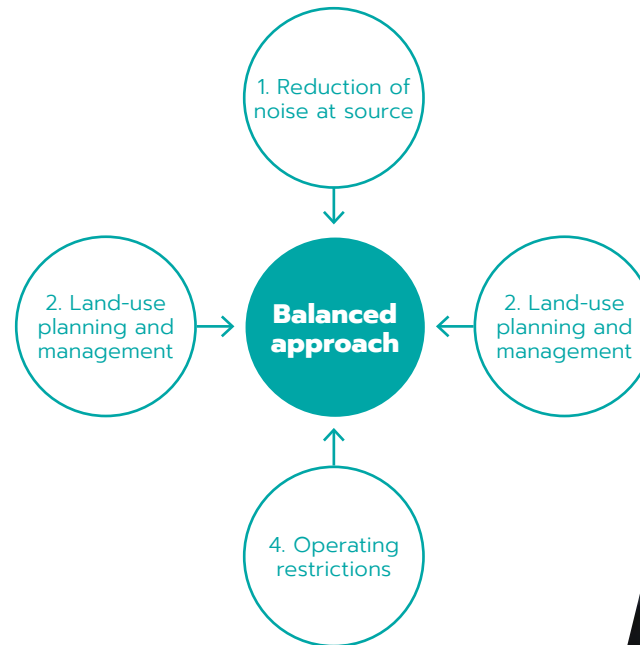 1. Reduction of
noise at source
2. Land-use
planning and
management
Balanced
approach
2. Land-use
planning and
management
4. Operating
restrictions